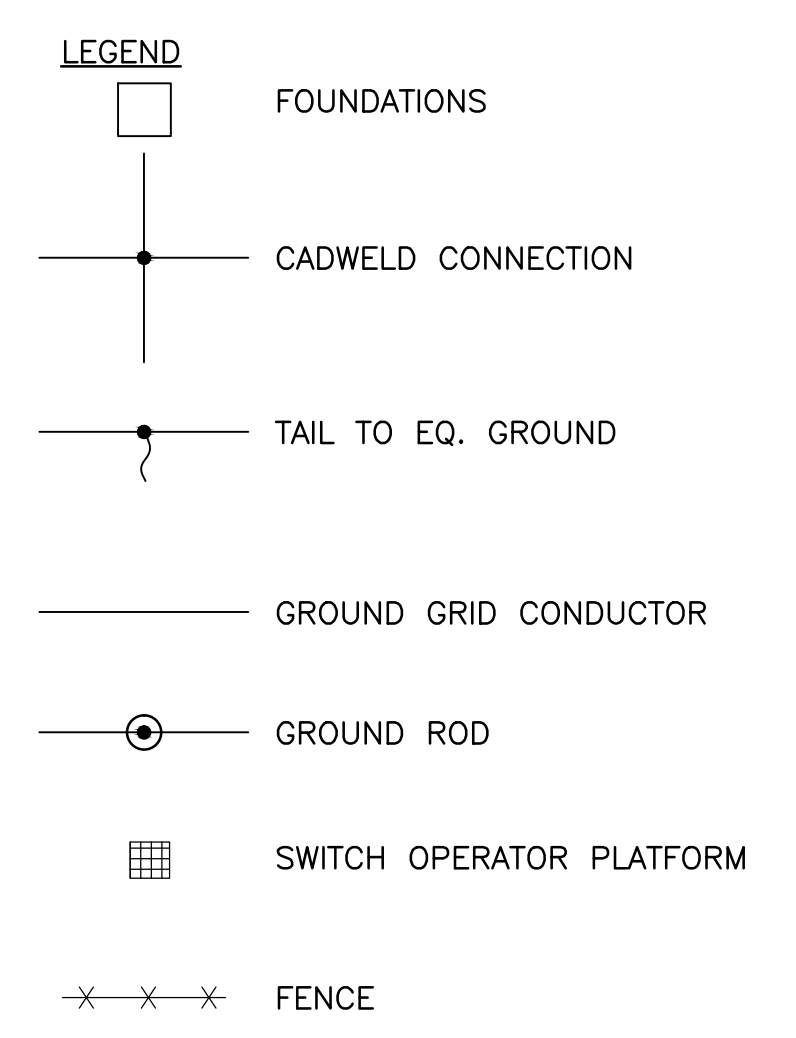 LEGEND
FOUNDATIONS
CADWELD CONNECTION
TAIL TO EQ. GROUND
GROUND GRID CONDUCTOR
GROUND ROD
SWITCH OPERATOR PLATFORM
FENCE